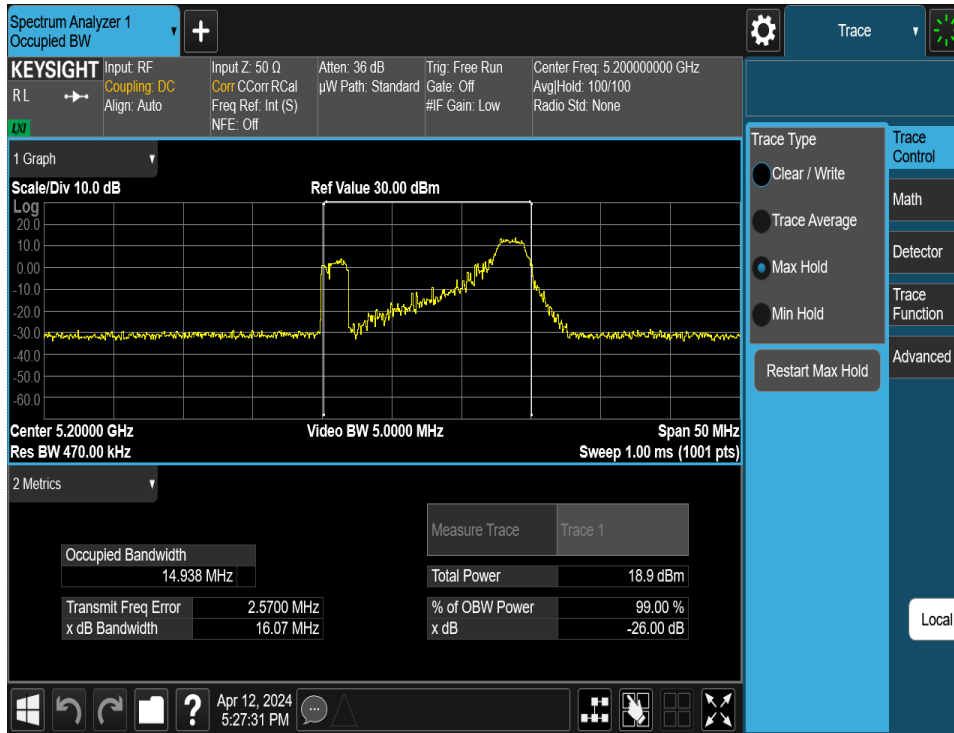 Spectrum Analyzer 1
Occupied BW
+
Trace
KEYSIGHT
R L
LXI
Input: RF
Coupling: DC
Align: Auto
Input Z: 50 Ω
Corr CCorr RCal
Freq Ref: Int (S)
NFE: Off
Atten: 36 dB
µW Path: Standard
Trig: Free Run
Gate: Off
#IF Gain: Low
Center Freq: 5.200000000 GHz
Avg|Hold: 100/100
Radio Std: None
1 Graph
Scale/Div 10.0 dB
Ref Value 30.00 dBm
Log
20.0
10.0
0.00
-10.0
-20.0
-30.0
-40.0
-50.0
-60.0
Center 5.20000 GHz
Video BW 5.0000 MHz
Span 50 MHz
Res BW 470.00 kHz
Sweep 1.00 ms (1001 pts)
2 Metrics
Measure Trace
Trace 1
Occupied Bandwidth
14.938 MHz
Total Power
18.9 dBm
Transmit Freq Error
2.5700 MHz
% of OBW Power
99.00 %
x dB Bandwidth
16.07 MHz
x dB
-26.00 dB
Trace Type
Clear / Write
Trace Average
Max Hold
Min Hold
Restart Max Hold
Trace
Control
Math
Detector
Trace
Function
Advanced
Local
?
Apr 12, 2024
5:27:31 PM